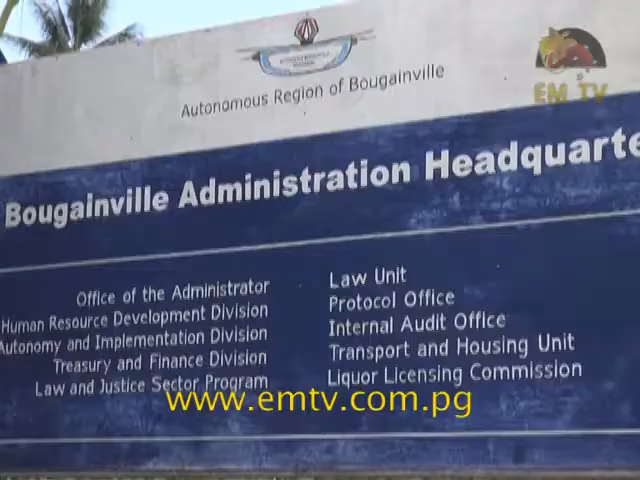 Autonomous Region of Bougainville
EM TV
Bougainville Administration Headquarte
Office of the Administrator
Human Resource Development Division
Autonomy and Implementation Division
Treasury and Finance Division
Law and Justice Sector Program
Law Unit
Protocol Office
Internal Audit Office
Transport and Housing Unit
Liquor Licensing Commission
www.emtv.com.pg